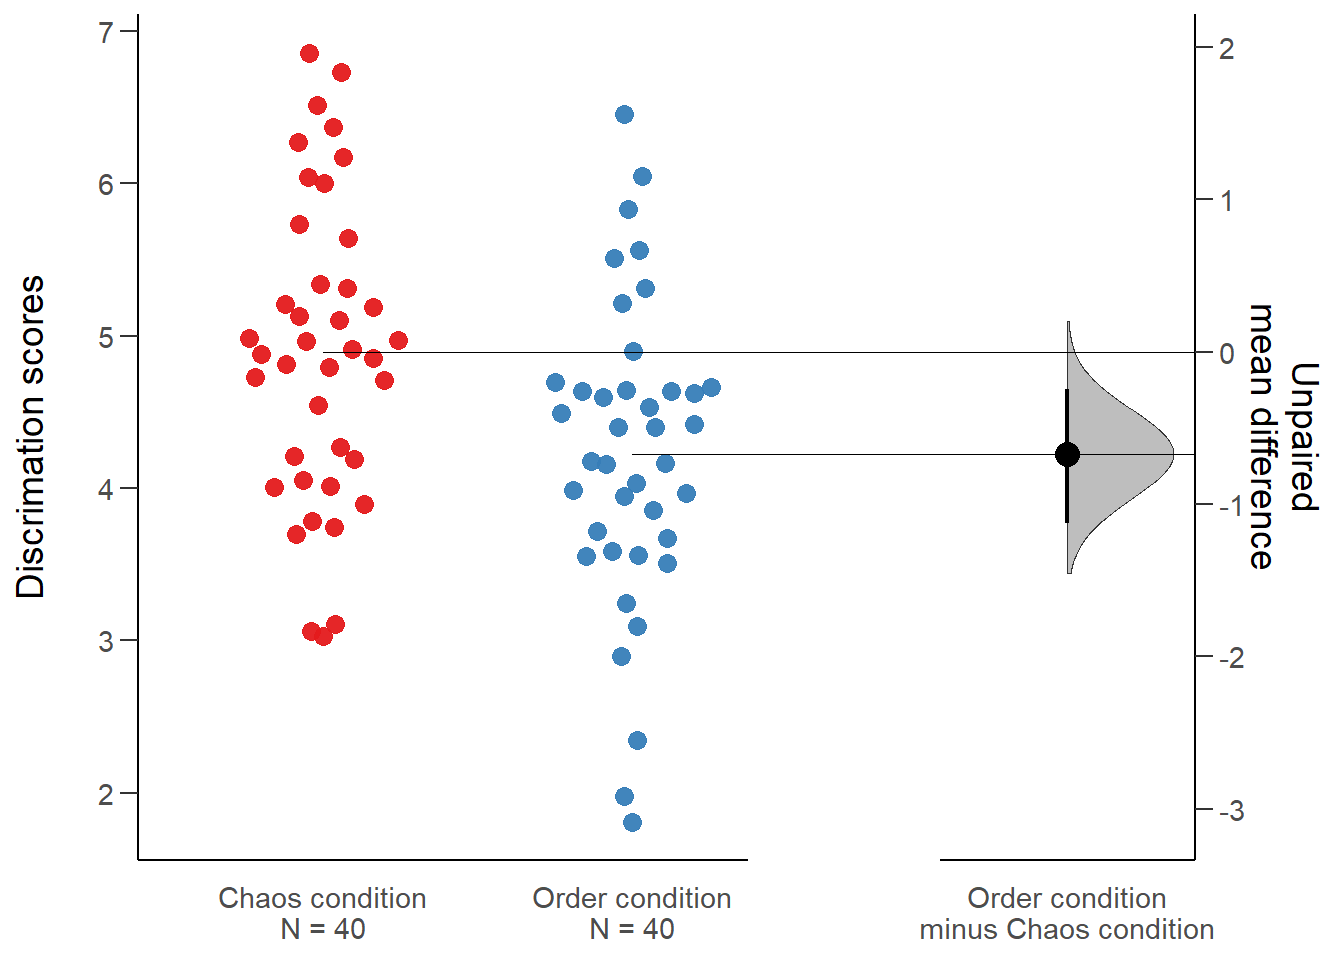 Discrimation scores
7
6
5
4
3
2
Chaos condition
N = 40
Order condition
N = 40
Order condition
minus Chaos condition
2
1
0
-1
-2
-3
Unpaired
mean difference